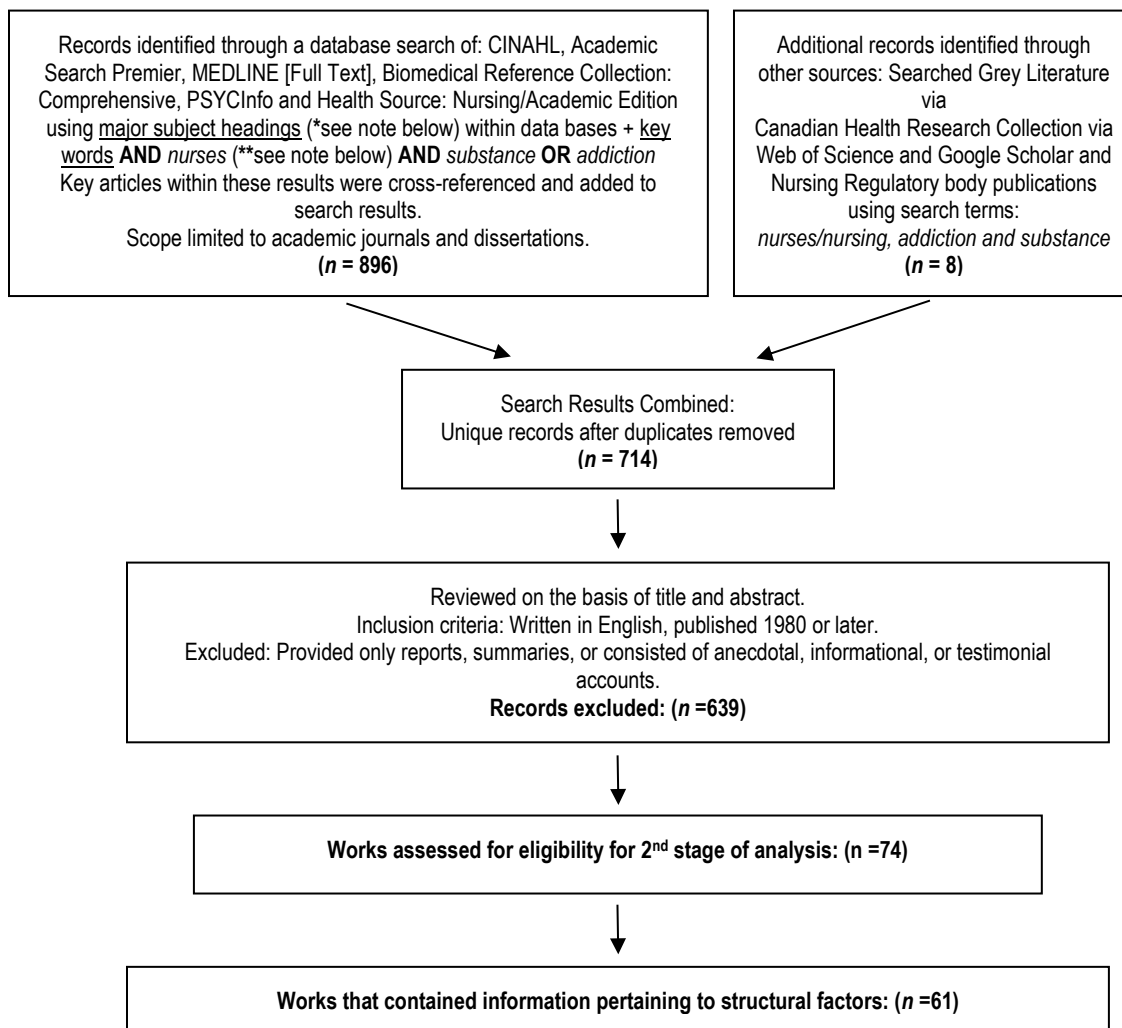 Records identified through a database search of: CINAHL, Academic
Search Premier, MEDLINE [Full Text], Biomedical Reference Collection:
Comprehensive, PSYCInfo and Health Source: Nursing/Academic Edition
using major subject headings (*see note below) within data bases + key
words AND nurses (**see note below) AND substance OR addiction
Key articles within these results were cross-referenced and added to
search results.
Scope limited to academic journals and dissertations.
(n = 896)
Additional records identified through
other sources: Searched Grey Literature
via
Canadian Health Research Collection via
Web of Science and Google Scholar and
Nursing Regulatory body publications
using search terms:
nurses/nursing, addiction and substance
(n = 8)
Search Results Combined:
Unique records after duplicates removed
(n = 714)
Reviewed on the basis of title and abstract.
Inclusion criteria: Written in English, published 1980 or later.
Excluded: Provided only reports, summaries, or consisted of anecdotal, informational, or testimonial
accounts.
Records excluded: (n =639)
Works assessed for eligibility for 2nd stage of analysis: (n =74)
Works that contained information pertaining to structural factors: (n =61)